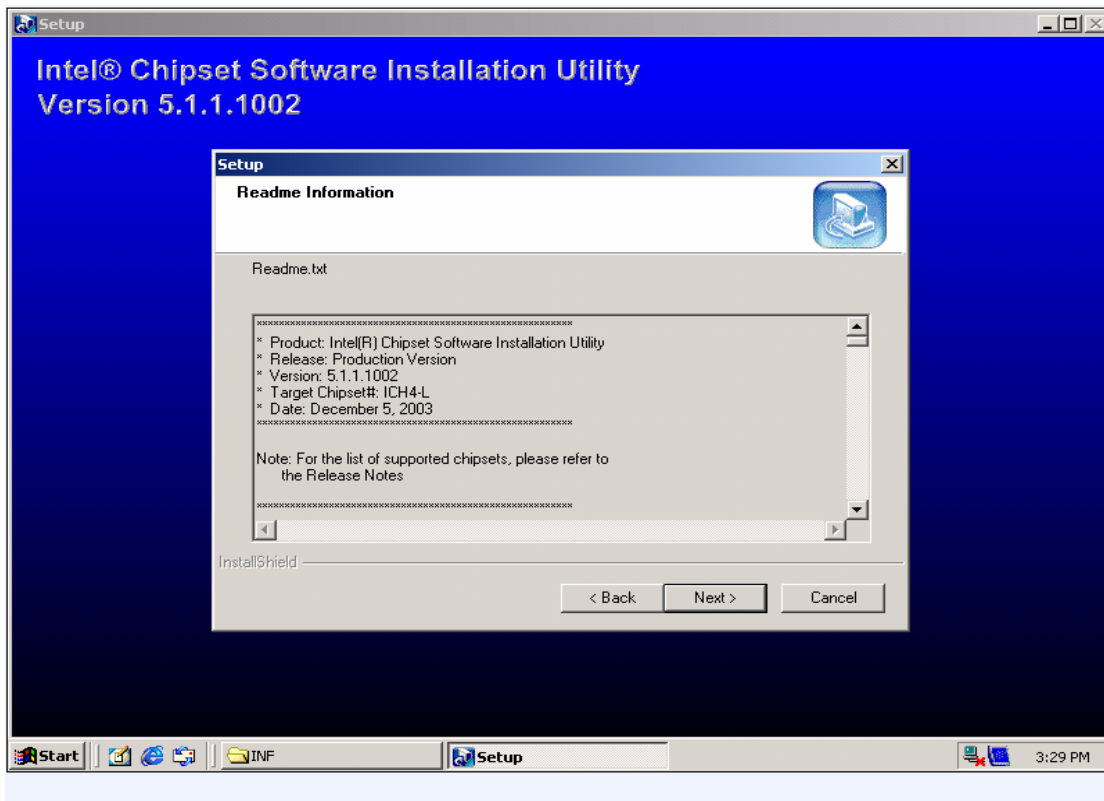 Setup
Intel® Chipset Software Installation Utility
Version 5.1.1.1002
Setup
Readme Information
Readme.txt
*********************************************************
* Product: Intel(R) Chipset Software Installation Utility
* Release: Production Version
* Version: 5.1.1.1002
* Target Chipset#: ICH4-L
* Date: December 5, 2003
*********************************************************
Note: For the list of supported chipsets, please refer to
the Release Notes
*********************************************************
InstallShield
< Back Next > Cancel
Start INF Setup 3:29 PM